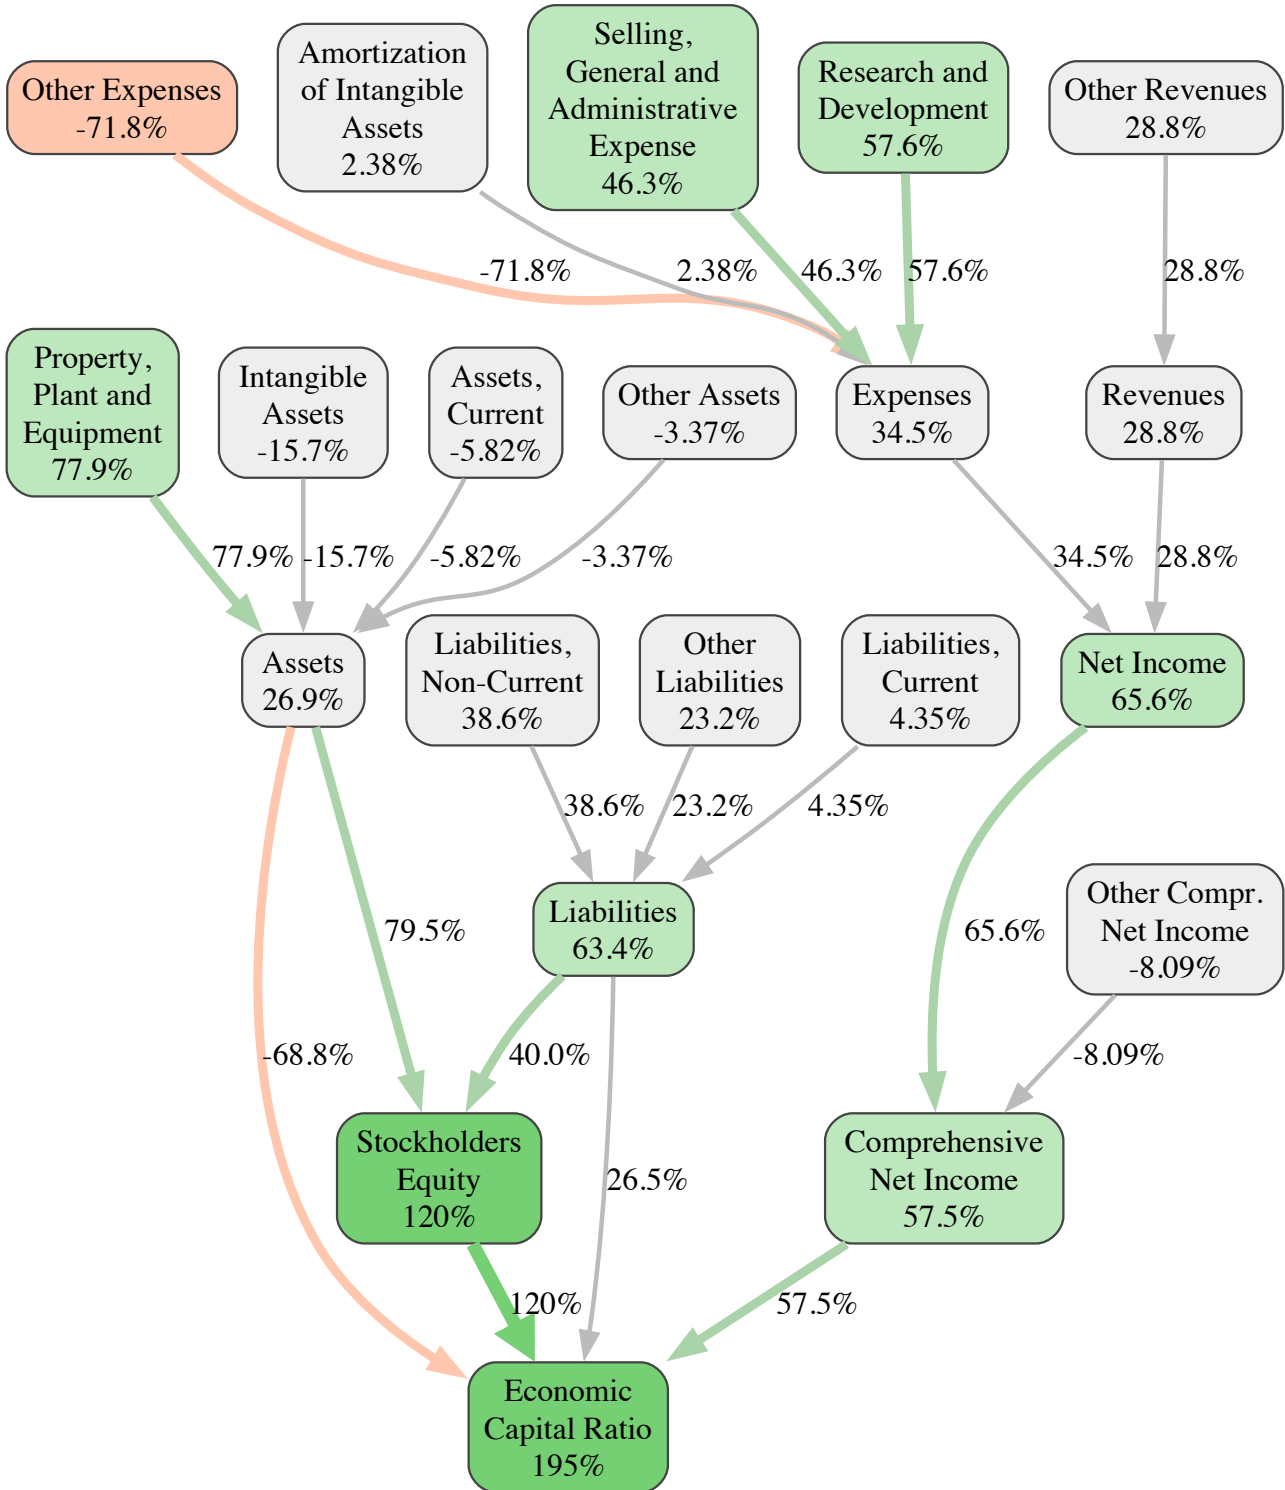 Other Expenses
-71.8%
Amortization
of Intangible
Assets
2.38%
Selling,
General and
Administrative
Expense
46.3%
Research and
Development
57.6%
Other Revenues
28.8%
-71.8%
2.38%
46.3%
57.6%
28.8%
Property,
Plant and
Equipment
77.9%
Intangible
Assets
-15.7%
Assets,
Current
-5.82%
Other Assets
-3.37%
Expenses
34.5%
Revenues
28.8%
77.9%
-15.7%
-5.82%
-3.37%
34.5%
28.8%
Assets
26.9%
Liabilities,
Non-Current
38.6%
Other
Liabilities
23.2%
Liabilities,
Current
4.35%
Net Income
65.6%
38.6%
23.2%
4.35%
Liabilities
63.4%
Other Compr.
Net Income
-8.09%
79.5%
65.6%
-68.8%
40.0%
-8.09%
Stockholders
Equity
120%
26.5%
Comprehensive
Net Income
57.5%
120%
57.5%
Economic
Capital Ratio
195%